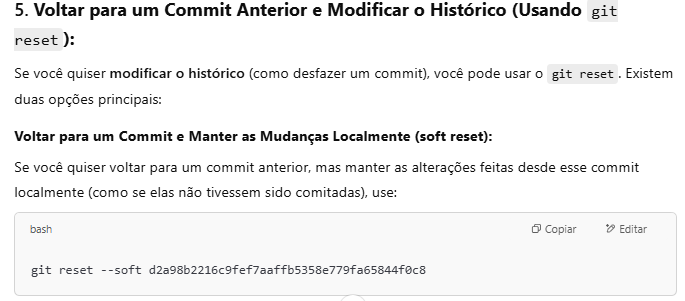 5. Voltar para um Commit Anterior e Modificar o Histórico (Usando git
reset):
Se você quiser modificar o histórico (como desfazer um commit), você pode usar o git reset. Existem
duas opções principais:
Voltar para um Commit e Manter as Mudanças Localmente (soft reset):
Se você quiser voltar para um commit anterior, mas manter as alterações feitas desde esse commit
localmente (como se elas não tivessem sido comitadas), use:
bash Copiar Editar
git reset --soft d2a98b2216c9fef7aaffb5358e779fa65844f0c8